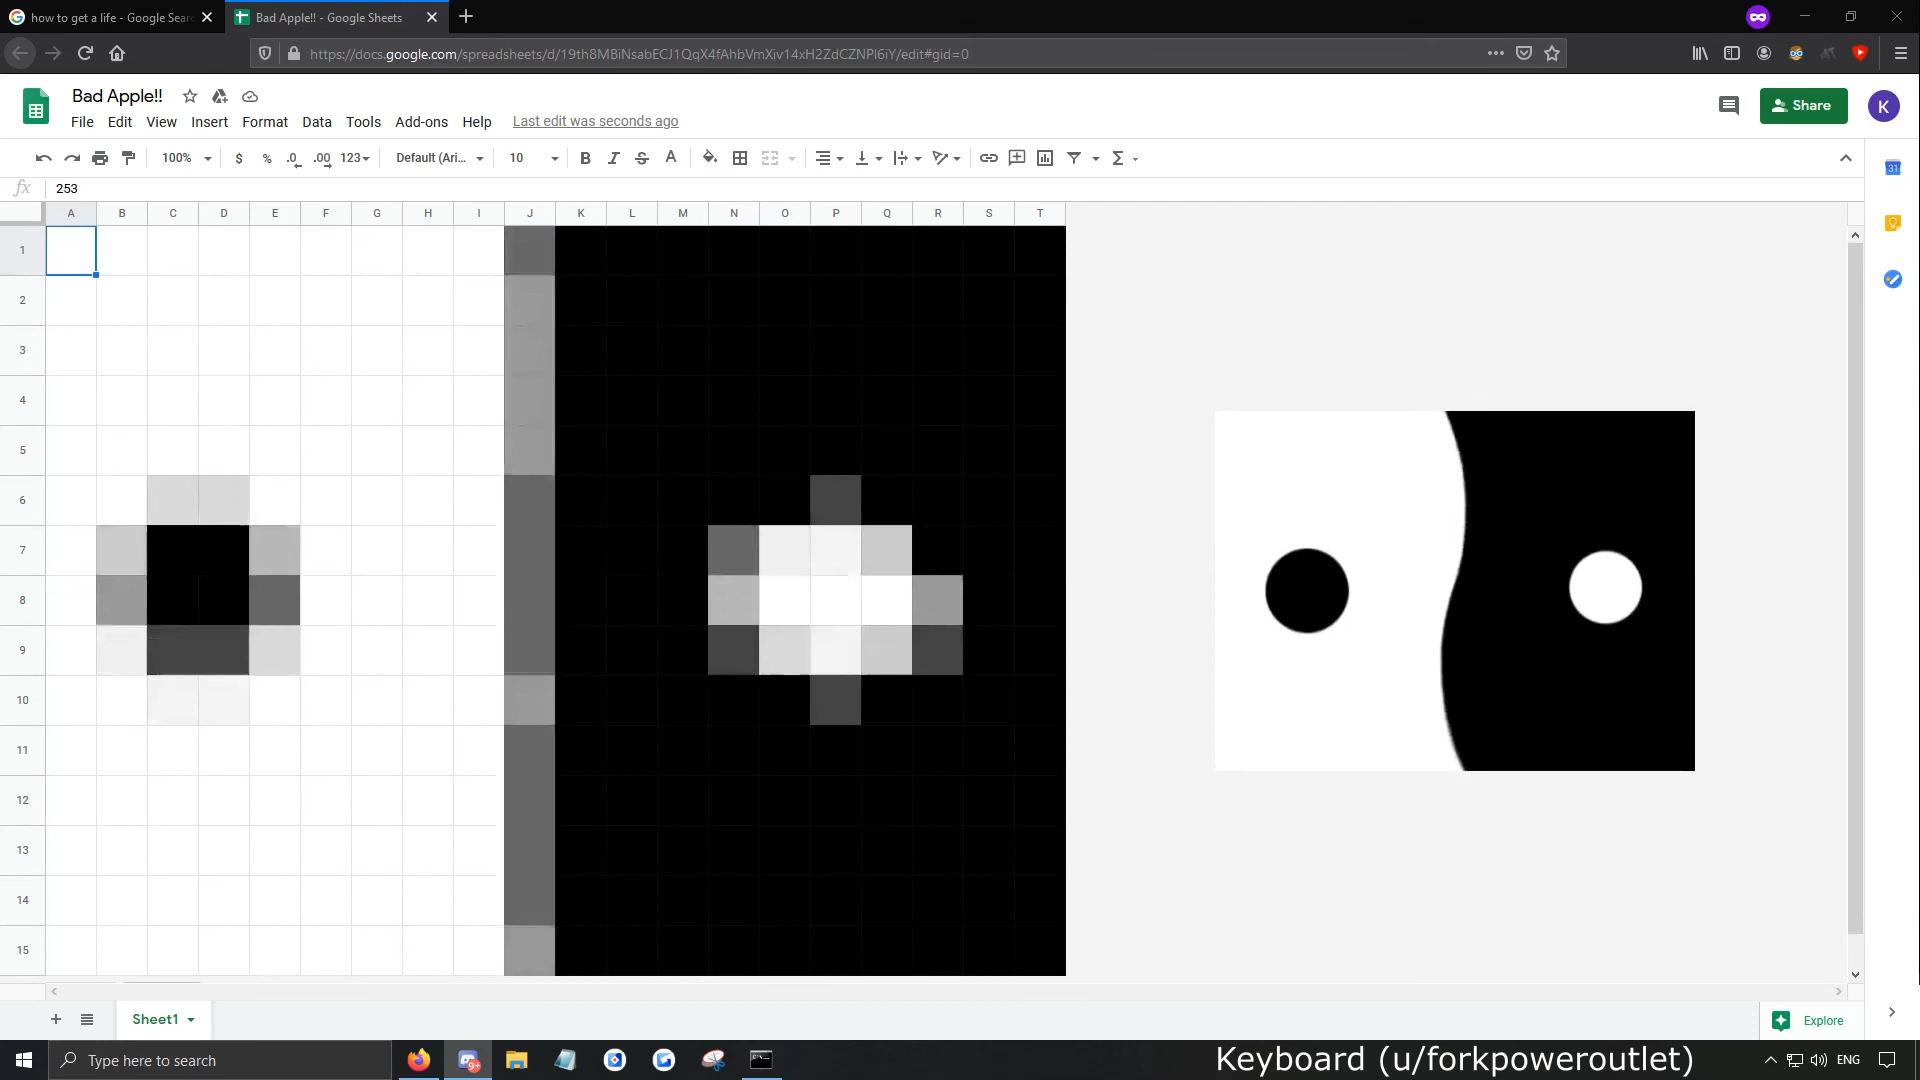 how to get a life - Google Sear
Bad Apple!! - Google Sheets
https://docs.google.com/spreadsheets/d/19th8MBiNsabECJ1QqX4fAhbVmXiv14xH2ZdCZNPl6iY/edit#gid=0
Bad Apple!!
File Edit View Insert Format Data Tools Add-ons Help Last edit was seconds ago
Share
K
100% $ % .0 .00 123 Default (Ari... 10 B I S A
31
fx 253
A B C D E F G H I J K L M N O P Q R S T
1
2
3
4
5
6
7
8
9
10
11
12
13
14
15
Sheet1
Explore
Type here to search
9+
Keyboard (u/forkpoweroutlet)
ENG